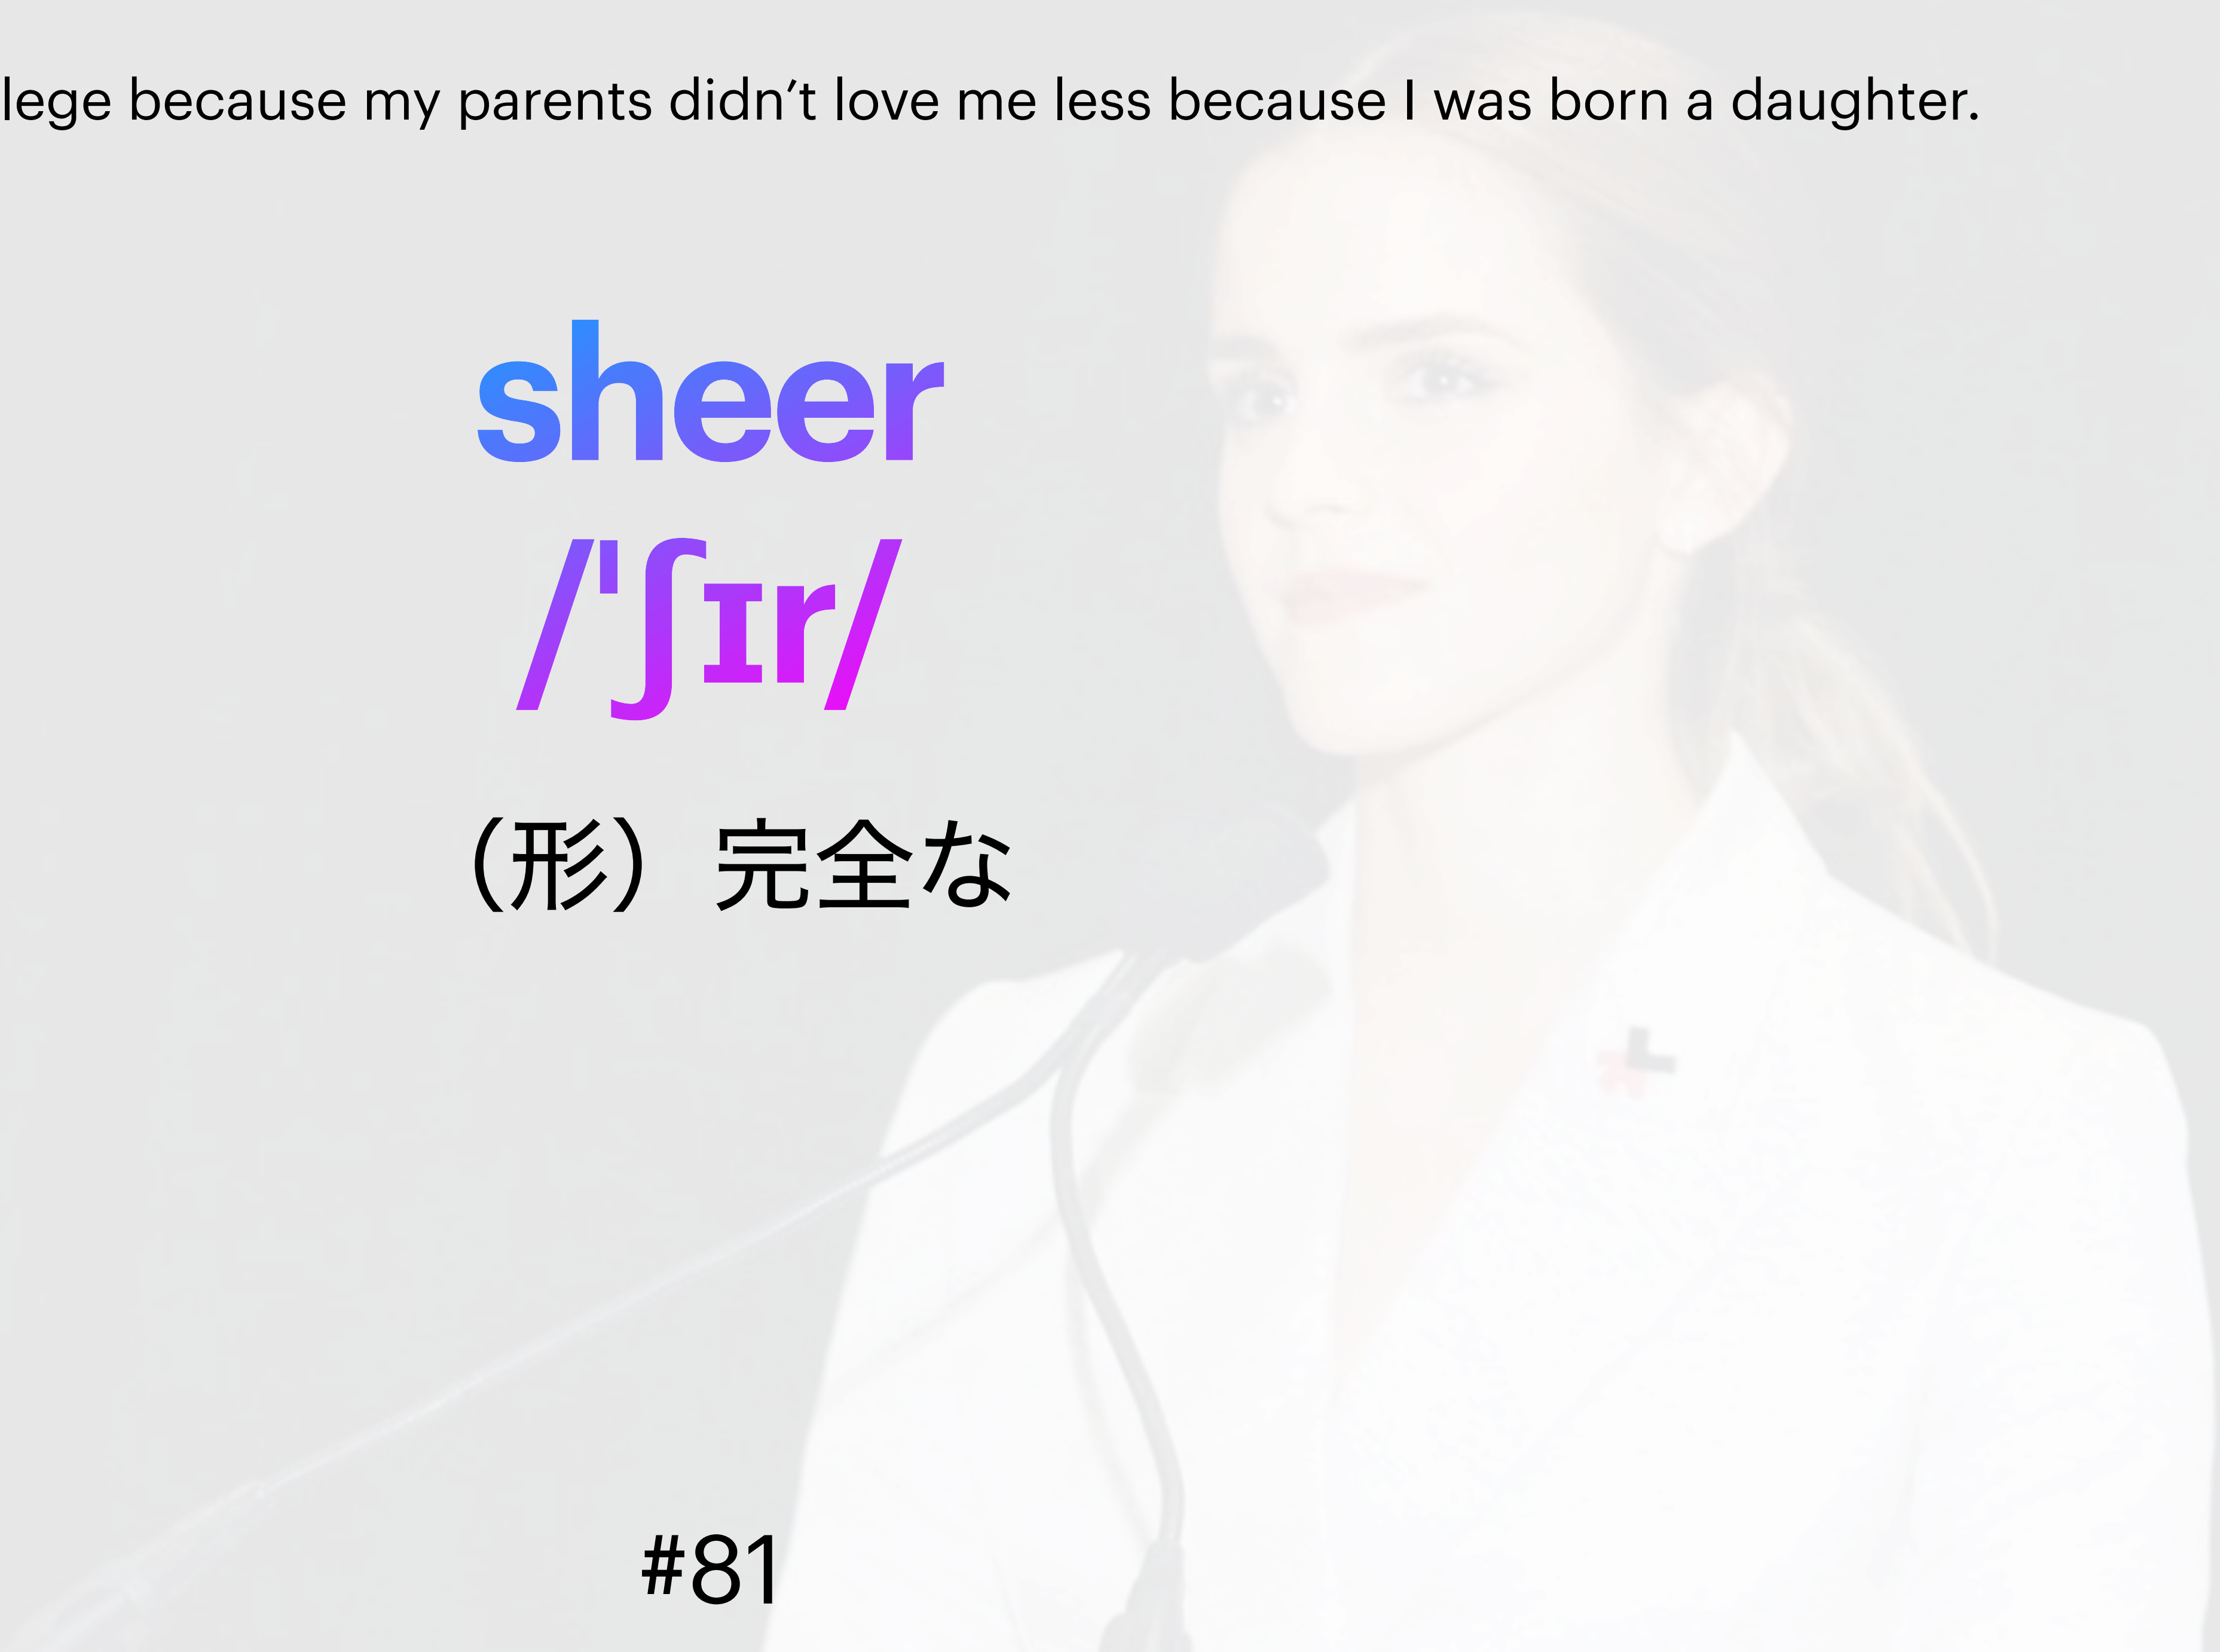 lege because my parents didn′t love me less because I was born a daughter.
sheer
/ˈʃɪr/
（形）完全な
#81